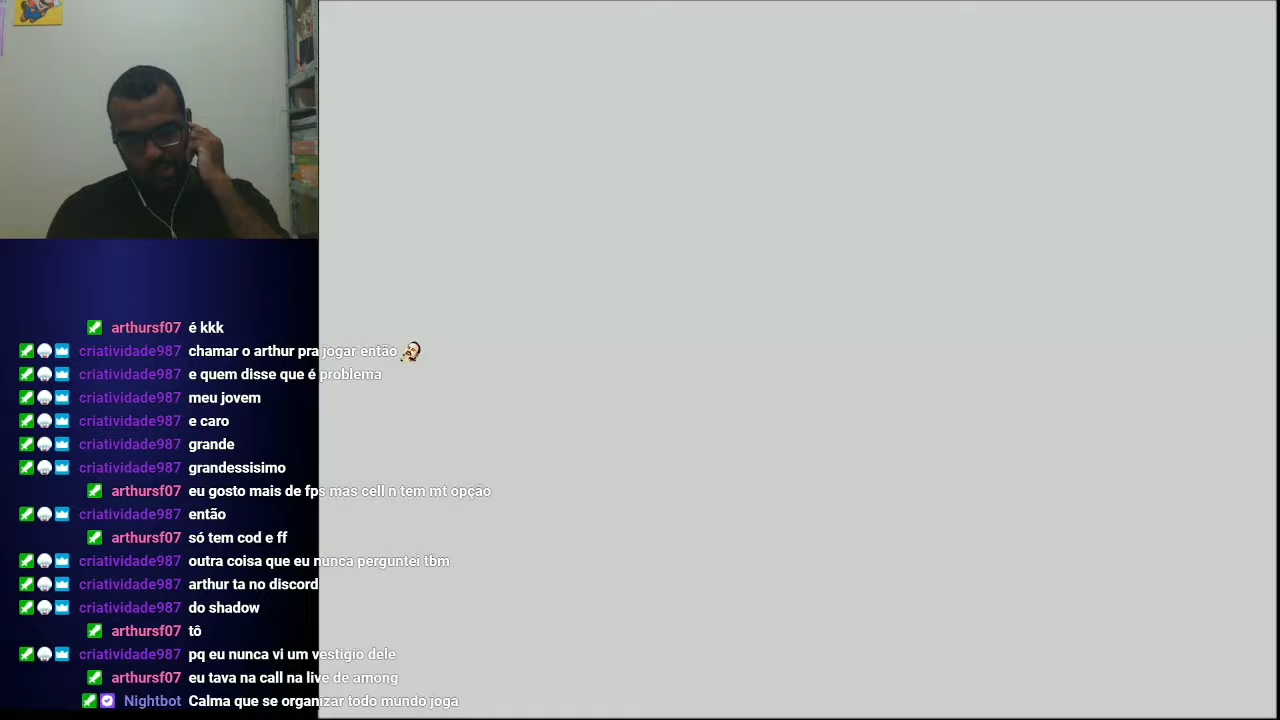 arthursf07 é kkk
criatividade987 chamar o arthur pra jogar então
criatividade987 e quem disse que é problema
criatividade987 meu jovem
criatividade987 e caro
criatividade987 grande
criatividade987 grandessisimo
arthursf07 eu gosto mais de fps mas cell n tem mt opção
criatividade987 então
arthursf07 só tem cod e ff
criatividade987 outra coisa que eu nunca perguntei tbm
criatividade987 arthur ta no discord
criatividade987 do shadow
arthursf07 tô
criatividade987 pq eu nunca vi um vestigio dele
arthursf07 eu tava na call na live de among
Nightbot Calma que se organizar todo mundo joga